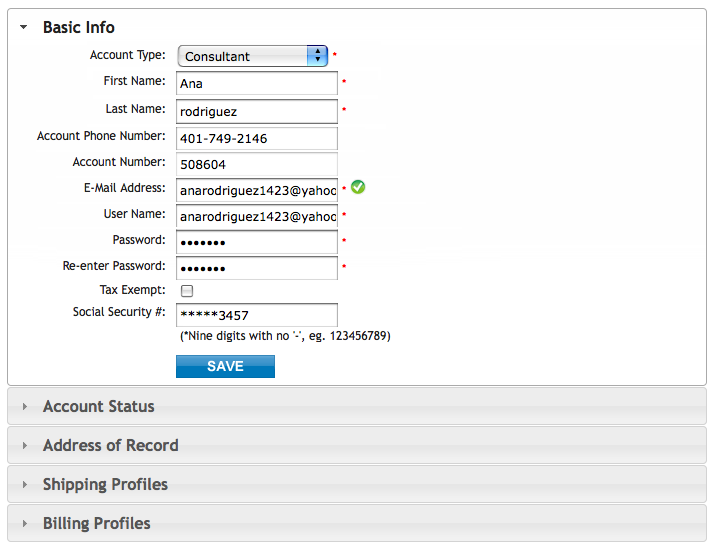 Basic Info
Account Type: Consultant *
First Name: Ana *
Last Name: rodriguez *
Account Phone Number: 401-749-2146
Account Number: 508604
E-Mail Address: anarodriguez1423@yahoo *
User Name: anarodriguez1423@yahoo *
Password: ••••••• *
Re-enter Password: ••••••• *
Tax Exempt:
Social Security #: *****3457
(*Nine digits with no '-', eg. 123456789)
SAVE
Account Status
Address of Record
Shipping Profiles
Billing Profiles